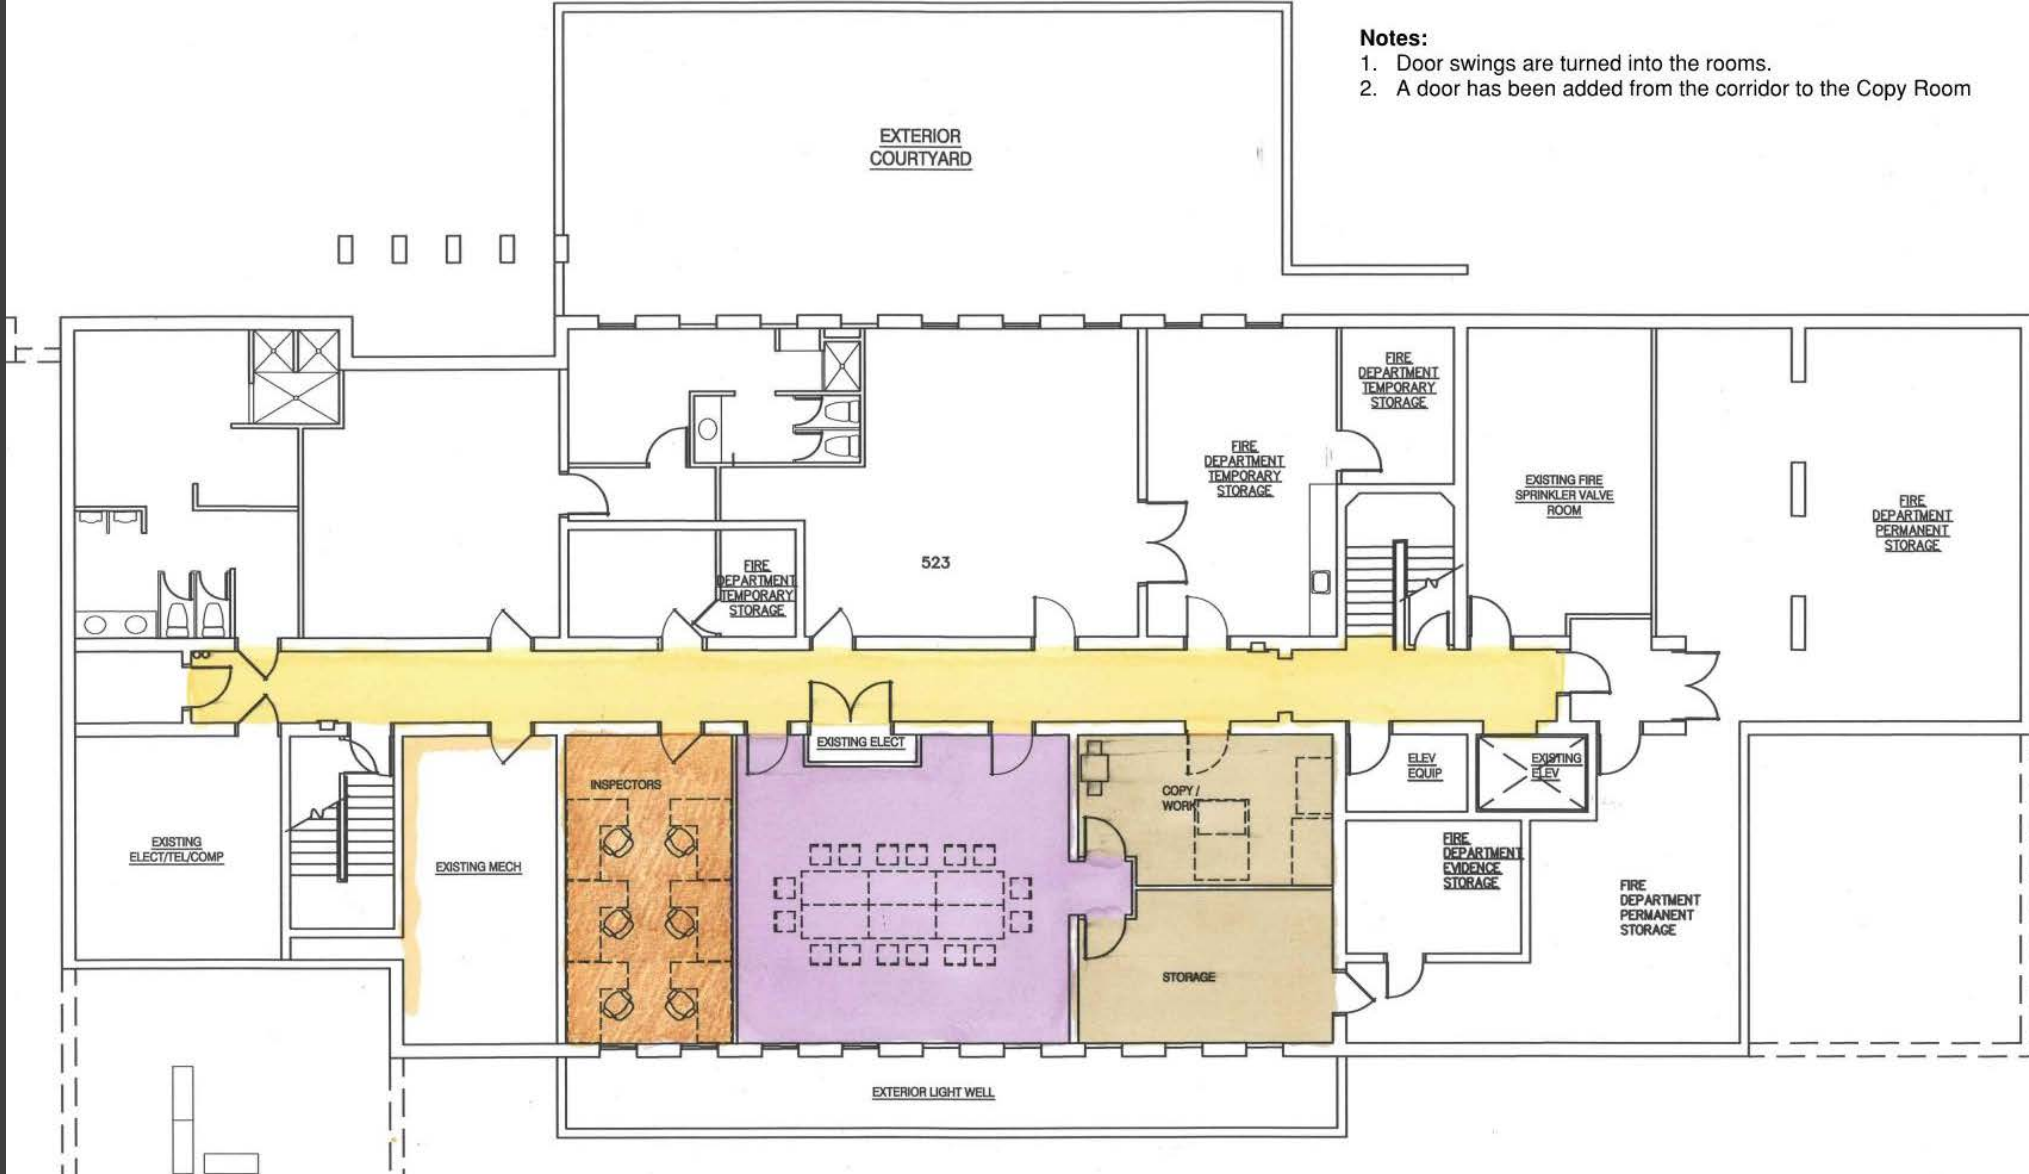 Notes:
1. Door swings are turned into the rooms.
2. A door has been added from the corridor to the Copy Room
EXTERIOR
COURTYARD
FIRE
DEPARTMENT
TEMPORARY
STORAGE
FIRE
DEPARTMENT
TEMPORARY
STORAGE
EXISTING FIRE
SPRINKLER VALVE
ROOM
FIRE
DEPARTMENT
PERMANENT
STORAGE
523
FIRE
DEPARTMENT
TEMPORARY
STORAGE
EXISTING ELECT
INSPECTORS
COPY /
WORK
ELEV
EQUIP
EXISTING
ELEV
EXISTING
ELECT/TEL/COMP
EXISTING MECH
FIRE
DEPARTMENT
EVIDENCE
STORAGE
FIRE
DEPARTMENT
PERMANENT
STORAGE
STORAGE
EXTERIOR LIGHT WELL